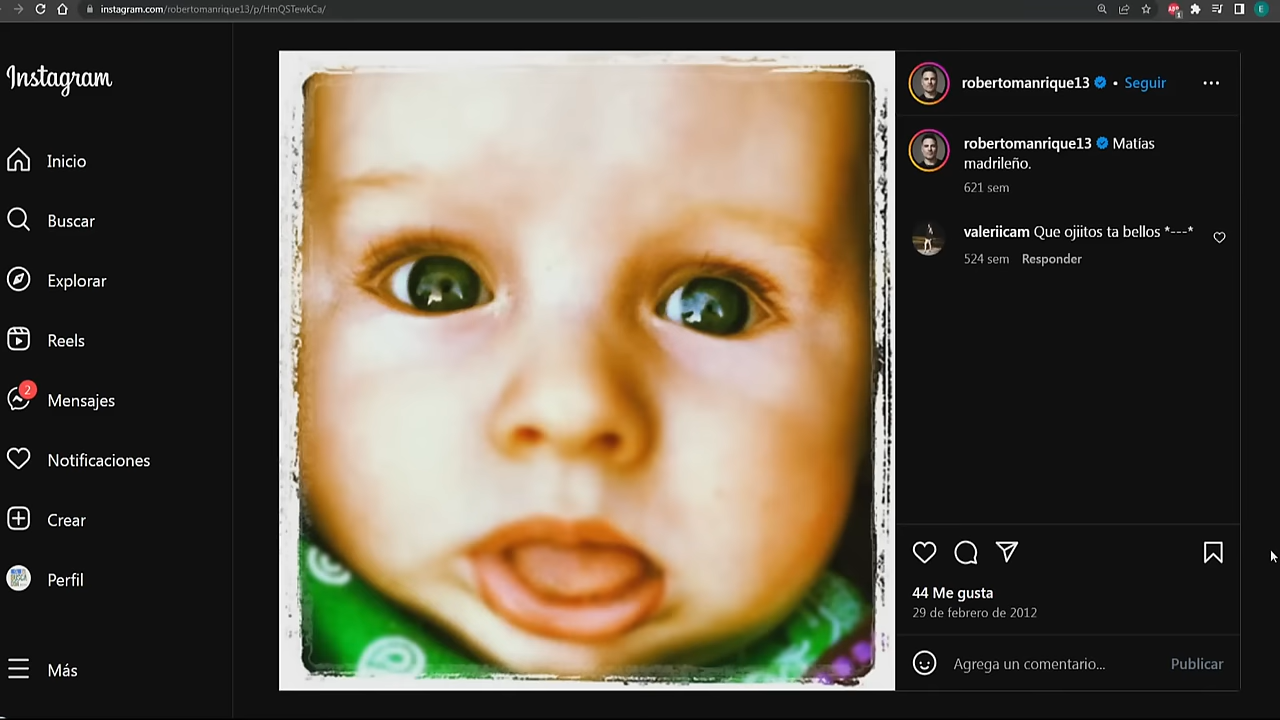 instagram.com/robertomanrique13/p/HmQSTewkCa/
Instagram
Inicio
Buscar
Explorar
Reels
2
Mensajes
Notificaciones
Crear
Perfil
Más
robertomanrique13 • Seguir
robertomanrique13 Matías
madrileño.
621 sem
valeriicam Que ojiitos ta bellos *---*
524 sem Responder
44 Me gusta
29 de febrero de 2012
Agrega un comentario... Publicar